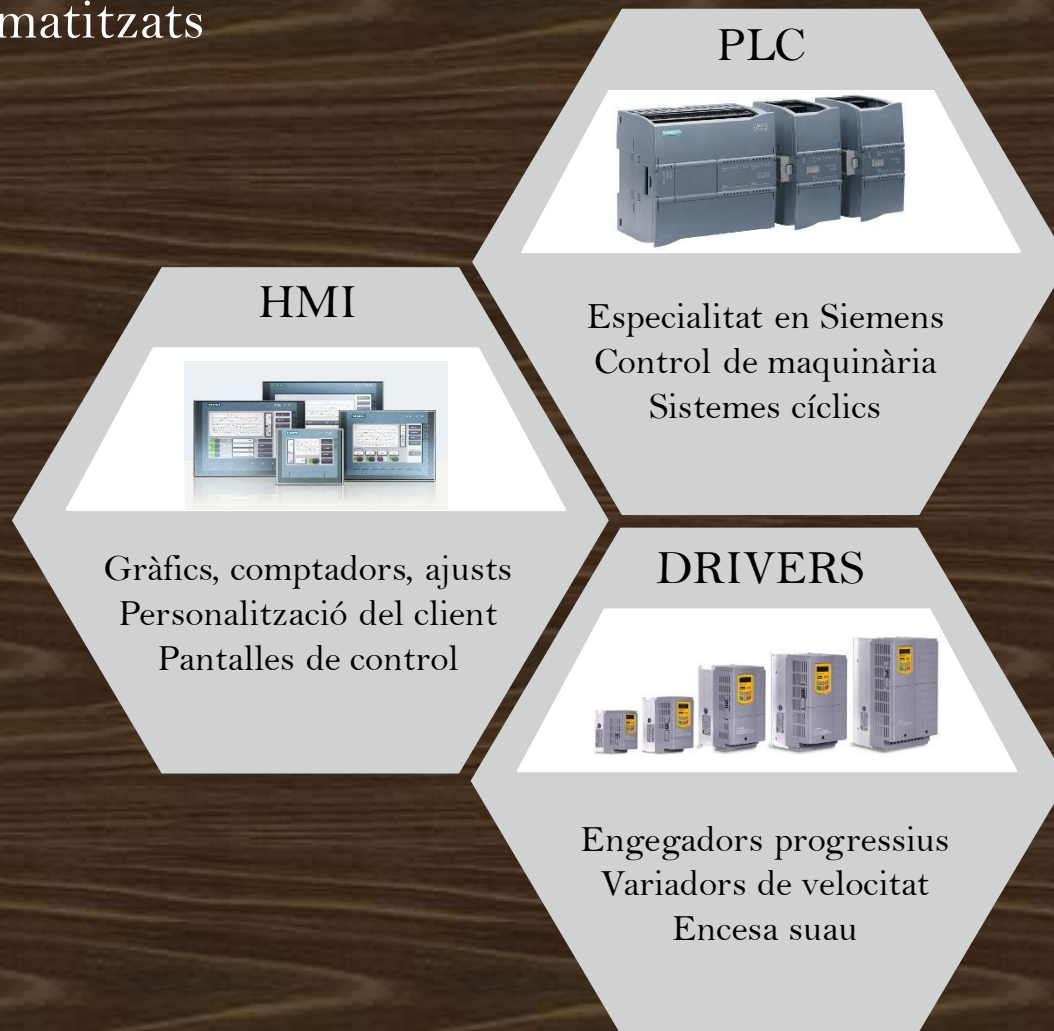 matitzats
PLC
Especialitat en Siemens
Control de maquinària
Sistemes cíclics
HMI
Gràfics, comptadors, ajusts
Personalització del client
Pantalles de control
DRIVERS
Engegadors progressius
Variadors de velocitat
Encesa suau